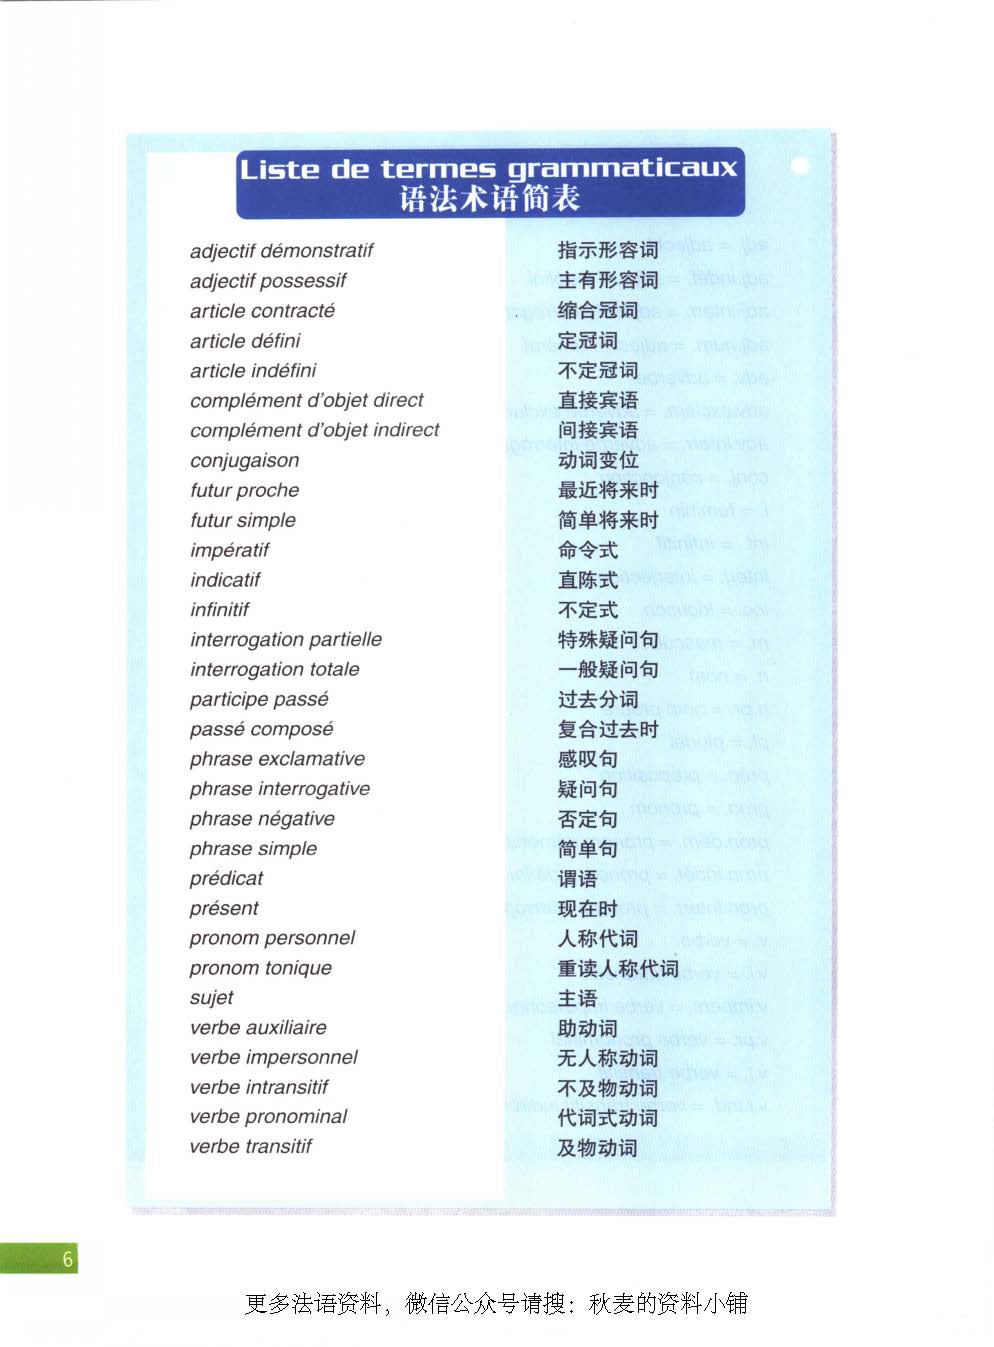 Liste de termes grammaticaux
语法术语简表
adjectif démonstratif 指示形容词
adjectif possessif 主有形容词
article contracté 缩合冠词
article défini 定冠词
article indéfini 不定冠词
complément d'objet direct 直接宾语
complément d'objet indirect 间接宾语
conjugaison 动词变位
futur proche 最近将来时
futur simple 简单将来时
impératif 命令式
indicatif 直陈式
infinitif 不定式
interrogation partielle 特殊疑问句
interrogation totale 一般疑问句
participe passé 过去分词
passé composé 复合过去时
phrase exclamative 感叹句
phrase interrogative 疑问句
phrase négative 否定句
phrase simple 简单句
prédicat 谓语
présent 现在时
pronom personnel 人称代词
pronom tonique 重读人称代词
sujet 主语
verbe auxiliaire 助动词
verbe impersonnel 无人称动词
verbe intransitif 不及物动词
verbe pronominal 代词式动词
verbe transitif 及物动词
6
更多法语资料，微信公众号请搜：秋麦的资料小铺